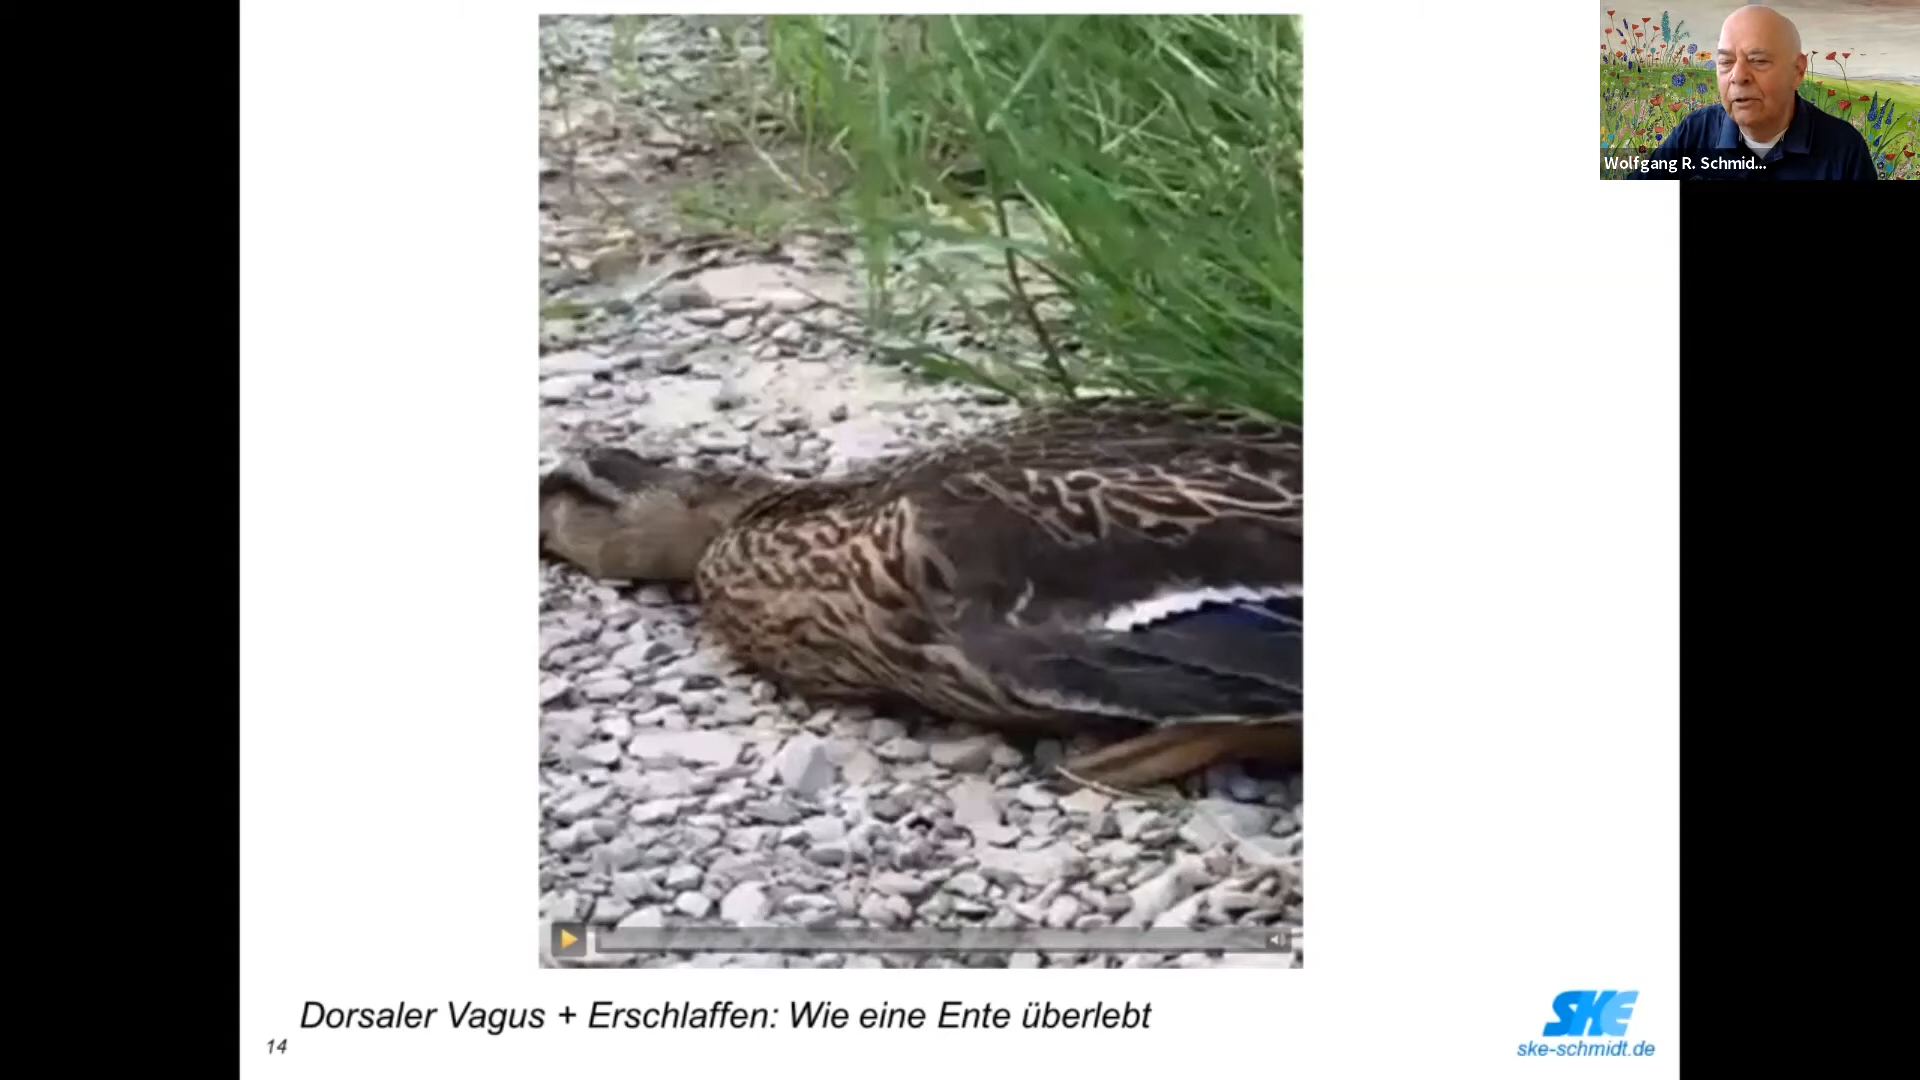 Wolfgang R. Schmid...
Dorsaler Vagus + Erschlaffen: Wie eine Ente überlebt
14
SKE
ske-schmidt.de